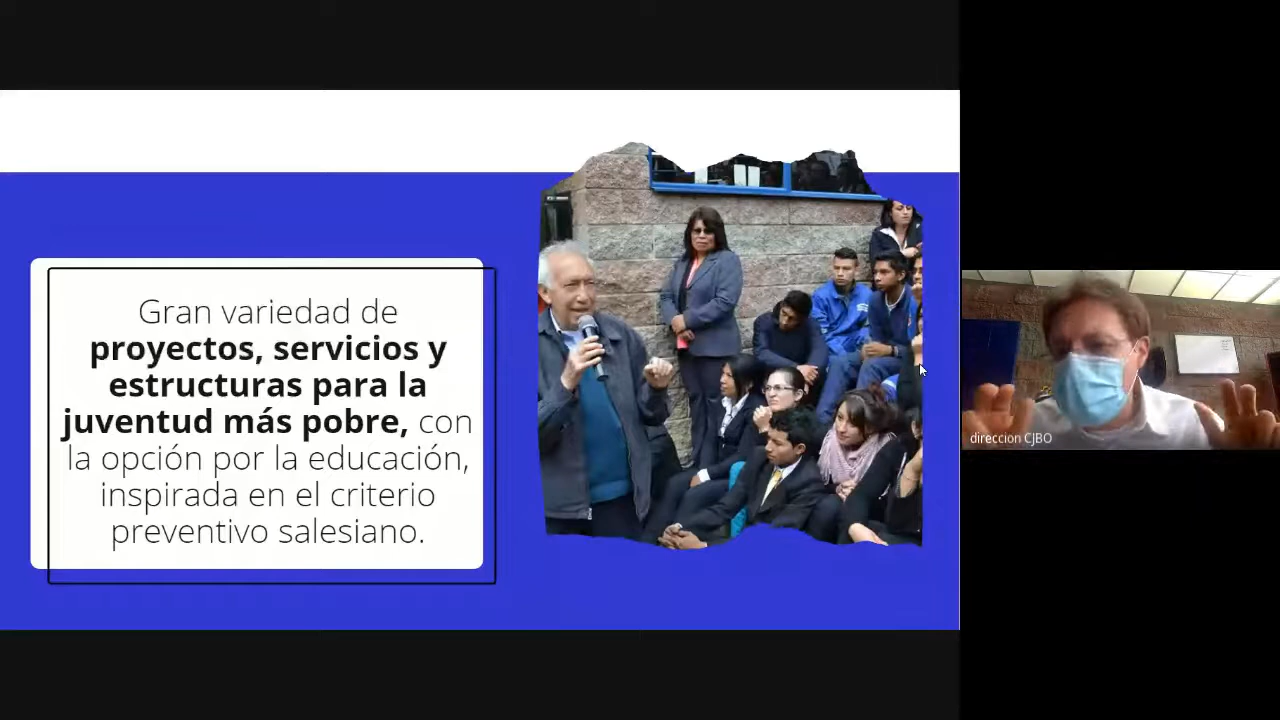 Gran variedad de
proyectos, servicios y
estructuras para la
juventud más pobre, con
la opción por la educación,
inspirada en el criterio
preventivo salesiano.
direccion CJBO